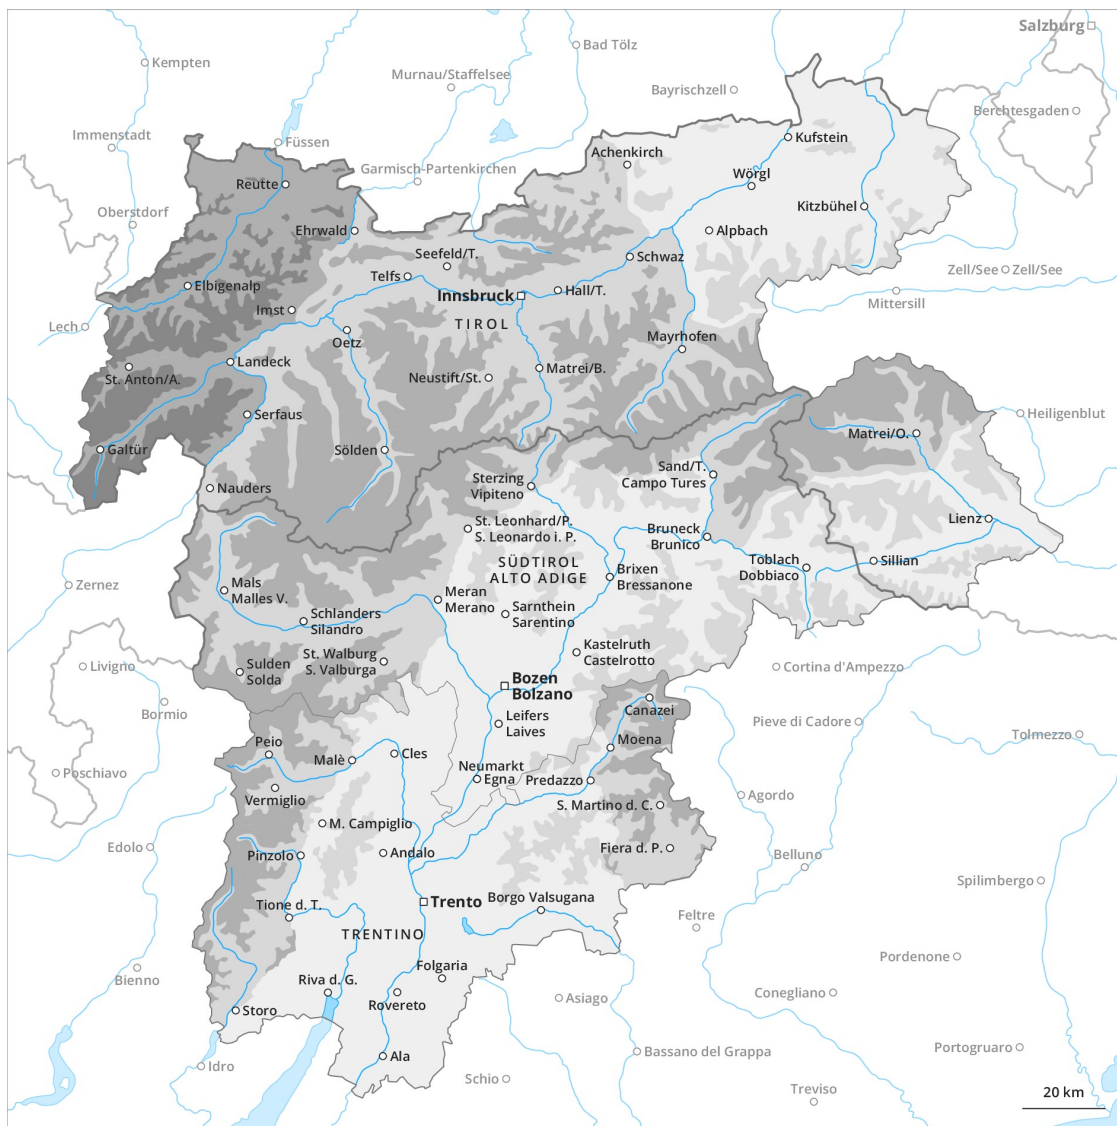 Salzburg
Bad Tölz
Kempten
Murnau/Staffelsee
Bayrischzell
Berchtesgaden
Immenstadt
Füssen
Kufstein
Achenkirch
Garmisch-Partenkirchen
Wörgl
Reutte
Kitzbühel
Oberstdorf
Ehrwald
Alpbach
Seefeld/T.
Schwaz
Telfs
Zell/See
Zell/See
Elbigenalp
Innsbruck
Hall/T.
Mittersill
Imst
Lech
TIROL
Oetz
Mayrhofen
Landeck
St. Anton/A.
Neustift/St.
Matrei/B.
Serfaus
Heiligenblut
Matrei/O.
Galtür
Sölden
Sand/T.
Campo Tures
Sterzing
Vipiteno
Nauders
Lienz
St. Leonhard/P.
S. Leonardo i. P.
Bruneck
Brunico
SÜDTIROL
ALTO ADIGE
Toblach
Dobbiaco
Sillian
Brixen
Bressanone
Zernez
Mals
Malles V.
Meran
Merano
Schlanders
Silandro
Sarnthein
Sarentino
Kastelruth
Castelrotto
St. Walburg
S. Valburga
Livigno
Sulden
Solda
Cortina d'Ampezzo
Bozen
Bolzano
Bormio
Canazei
Leifers
Laives
Pieve di Cadore
Tolmezzo
Peio
Moena
Malè
Cles
Poschiavo
Neumarkt
Egna
Predazzo
Vermiglio
Agordo
S. Martino d. C.
M. Campiglio
Edolo
Pinzolo
Andalo
Fiera d. P.
Belluno
Spilimbergo
Tione d. T.
Trento
Borgo Valsugana
Feltre
TRENTINO
Pordenone
Bienno
Folgaria
Riva d. G.
Rovereto
Asiago
Conegliano
Storo
Ala
Bassano del Grappa
Portogruaro
Idro
Schio
Treviso
20 km